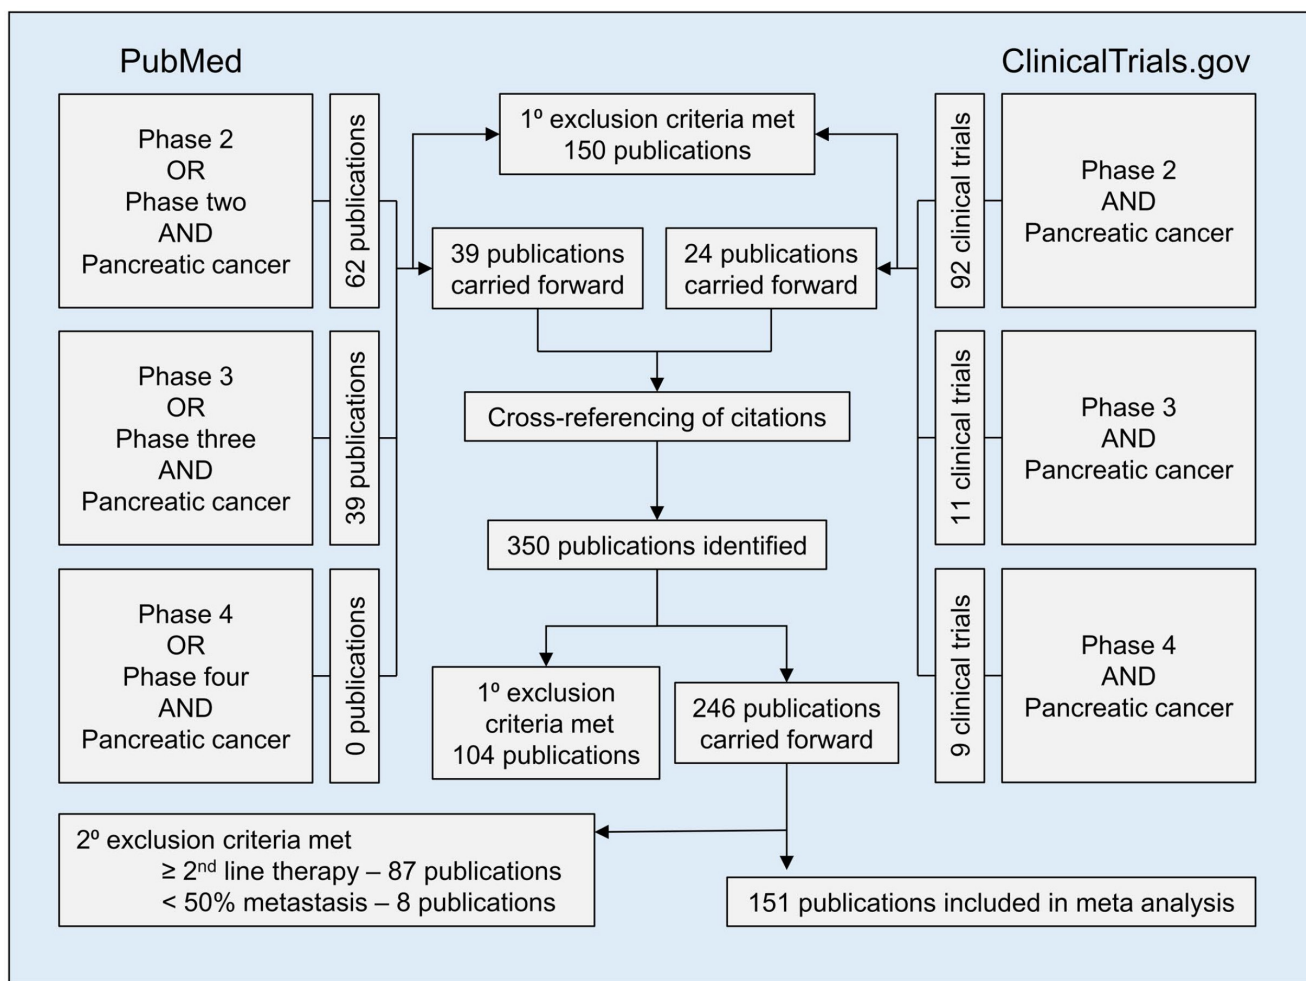 PubMed
ClinicalTrials.gov
Phase 2
OR
Phase two
AND
Pancreatic cancer
62 publications
1º exclusion criteria met
150 publications
92 clinical trials
Phase 2
AND
Pancreatic cancer
39 publications
carried forward
24 publications
carried forward
Phase 3
OR
Phase three
AND
Pancreatic cancer
39 publications
Cross-referencing of citations
11 clinical trials
Phase 3
AND
Pancreatic cancer
350 publications identified
Phase 4
OR
Phase four
AND
Pancreatic cancer
0 publications
1º exclusion
criteria met
104 publications
246 publications
carried forward
9 clinical trials
Phase 4
AND
Pancreatic cancer
2º exclusion criteria met
≥ 2nd line therapy – 87 publications
< 50% metastasis – 8 publications
151 publications included in meta analysis